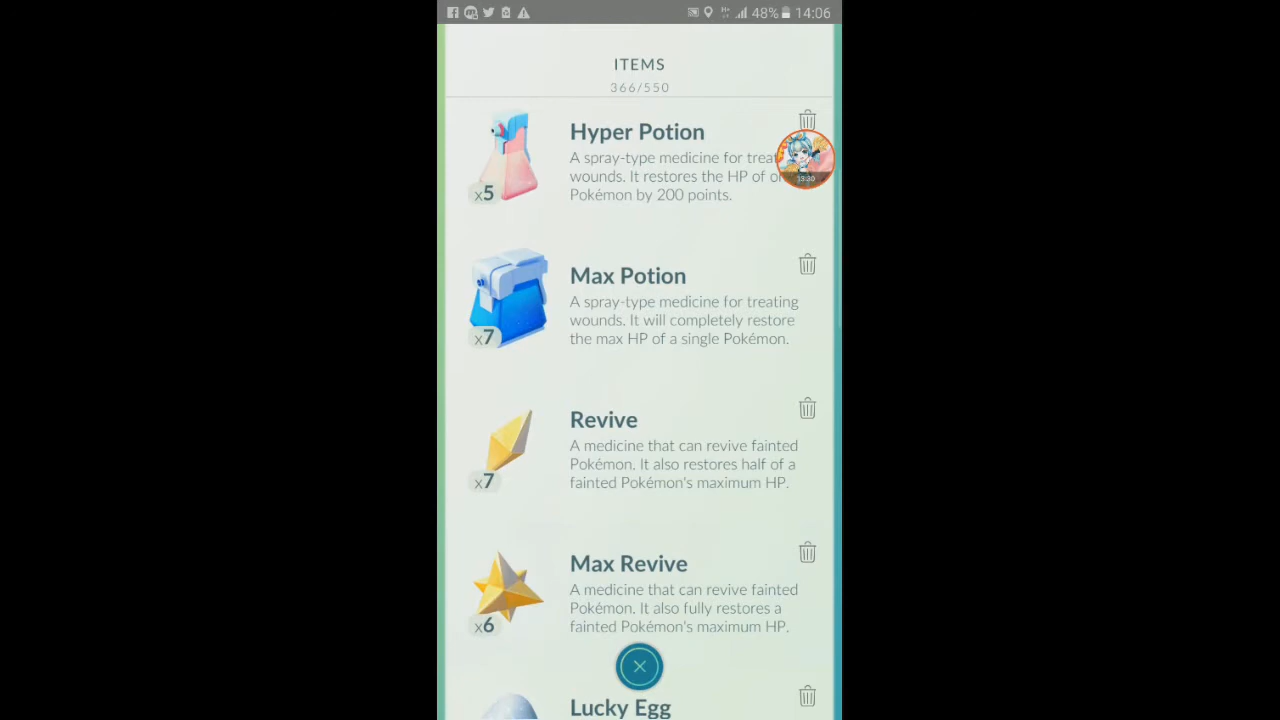 48% 14:06
ITEMS
366/550
Hyper Potion
A spray-type medicine for treat
wounds. It restores the HP of
Pokémon by 200 points.
x5
13:30
Max Potion
A spray-type medicine for treating
wounds. It will completely restore
the max HP of a single Pokémon.
x7
Revive
A medicine that can revive fainted
Pokémon. It also restores half of a
fainted Pokémon's maximum HP.
x7
Max Revive
A medicine that can revive fainted
Pokémon. It also fully restores a
fainted Pokémon's maximum HP.
x6
Lucky Egg